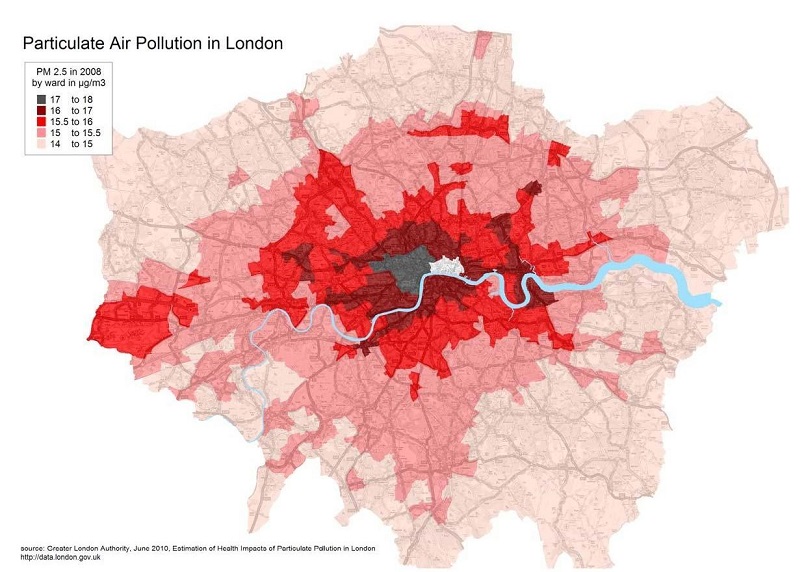 Particulate Air Pollution in London
PM 2.5 in 2008
by ward in µg/m3
17 to 18
16 to 17
15.5 to 16
15 to 15.5
14 to 15
source: Greater London Authority, June 2010, Estimation of Health Impacts of Particulate Pollution in London
http://data.london.gov.uk